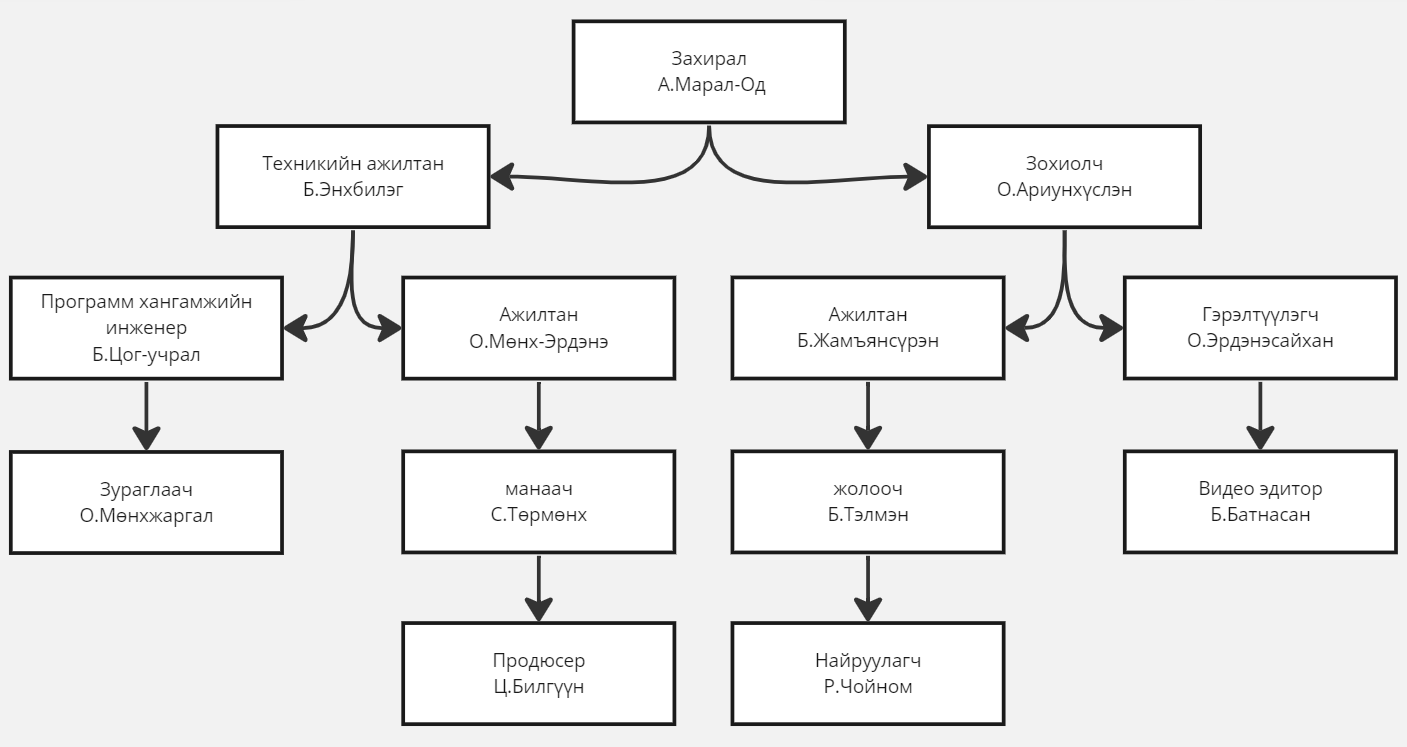 Захирал
А.Марал-Од
Техникийн ажилтан
Б.Энхбилэг
Зохиолч
О.Ариунхүслэн
Программ хангамжийн
инженер
Б.Цог-учрал
Ажилтан
О.Мөнх-Эрдэнэ
Ажилтан
Б.Жамъянсүрэн
Гэрэлтүүлэгч
О.Эрдэнэсайхан
Зураглаач
О.Мөнхжаргал
манаач
С.Төрмөнх
жолооч
Б.Тэлмэн
Видео эдитор
Б.Батнасан
Продюсер
Ц.Билгүүн
Найруулагч
Р.Чойном